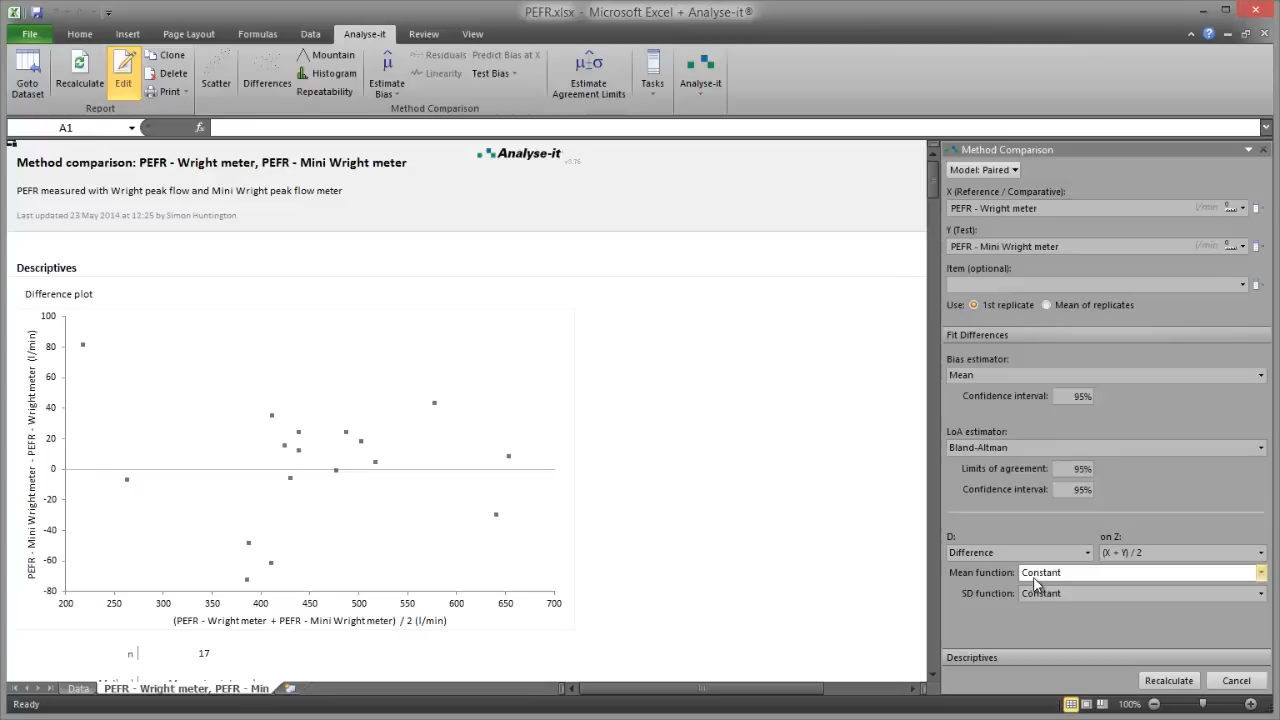 PEFR.xlsx - Microsoft Excel + Analyse-it®
File Home Insert Page Layout Formulas Data Analyse-it Review View
Goto Dataset
Recalculate
Edit
Clone
Delete
Print
Report
Scatter
Differences
Mountain
Histogram
Repeatability
μ
Estimate Bias
Residuals
Linearity
Predict Bias at X
Test Bias
Method Comparison
μ±σ
Estimate Agreement Limits
Tasks
Analyse-it
A1
fx
Method comparison: PEFR - Wright meter, PEFR - Mini Wright meter
Analyse-it
v3.76
PEFR measured with Wright peak flow and Mini Wright peak flow meter
Last updated 23 May 2014 at 12:25 by Simon Huntington
Descriptives
Difference plot
PEFR - Mini Wright meter - PEFR - Wright meter (l/min)
100
80
60
40
20
0
-20
-40
-60
-80
200 250 300 350 400 450 500 550 600 650 700
(PEFR - Wright meter + PEFR - Mini Wright meter) / 2 (l/min)
n 17
Data PEFR - Wright meter, PEFR - Min
Ready
100%
Method Comparison
Model: Paired
X (Reference / Comparative):
PEFR - Wright meter l/min
Y (Test):
PEFR - Mini Wright meter l/min
Item (optional):
Use: 1st replicate Mean of replicates
Fit Differences
Bias estimator:
Mean
Confidence interval: 95%
LoA estimator:
Bland-Altman
Limits of agreement: 95%
Confidence interval: 95%
D: on Z:
Difference (X + Y) / 2
Mean function: Constant
SD function: Constant
Descriptives
Recalculate Cancel